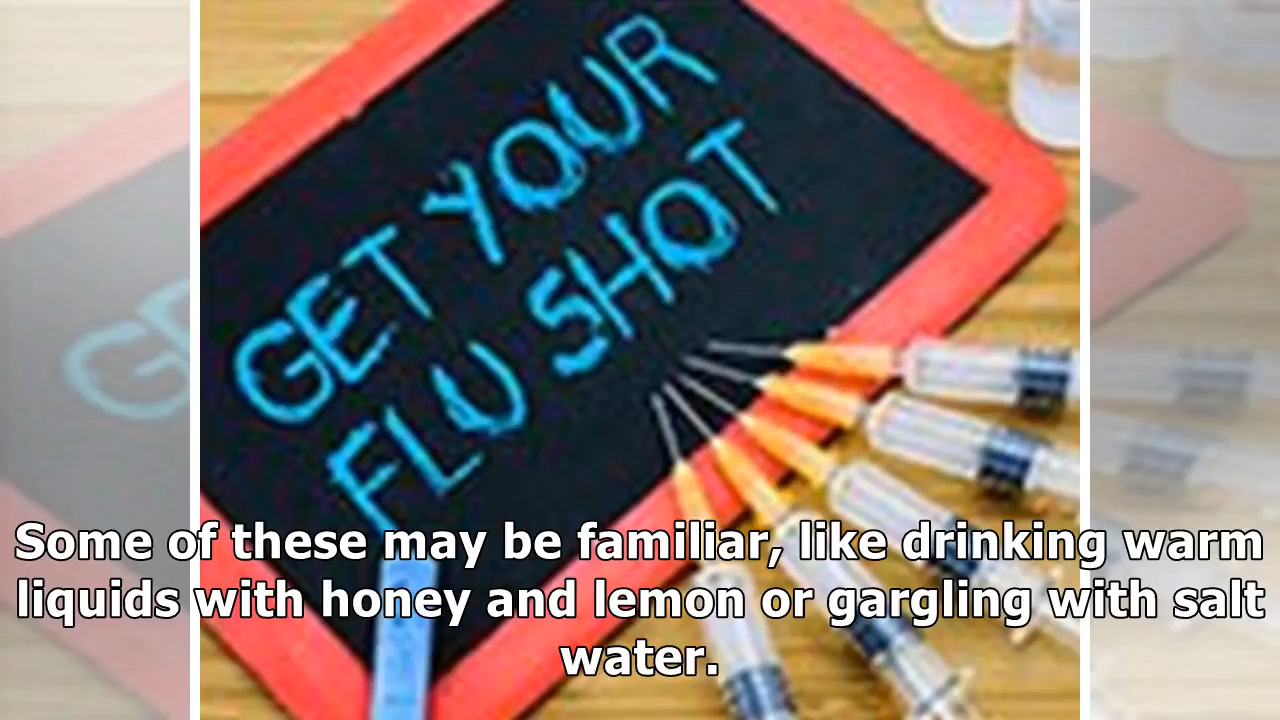 GET YOUR
FLU SHOT
Some of these may be familiar, like drinking warm
liquids with honey and lemon or gargling with salt
water.